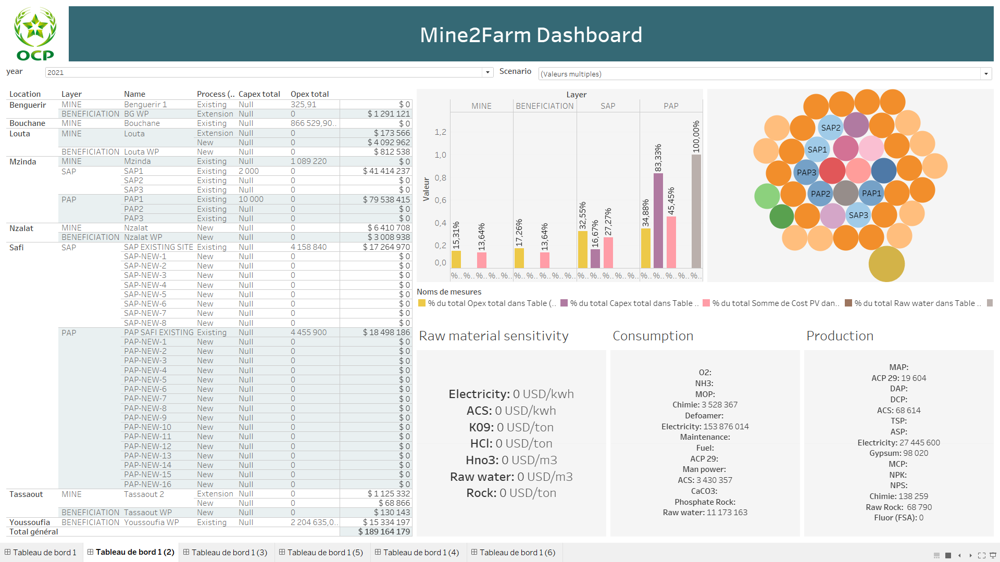 OCP
Mine2Farm Dashboard
year
2021
Scenario
(Valeurs multiples)
Location Layer Name Process (.. Capex total Opex total
Benguerir MINE Benguerir 1 Existing Null 325,91 $ 0
BENEFICIATION BG WP Extension Null 0 $ 1 291 121
Bouchane MINE Bouchane Existing Null 866 529,90.. $ 0
Louta MINE Louta Extension Null 0 $ 173 566
New Null 0 $ 4 092 962
BENEFICIATION Louta WP New Null 0 $ 812 538
Mzinda MINE Mzinda Existing Null 1 089 220 $ 0
SAP SAP1 Existing 2 000 0 $ 41 414 237
SAP2 Existing Null 0 $ 0
SAP3 Existing Null 0 $ 0
PAP PAP1 Existing 10 000 0 $ 79 538 415
PAP2 Existing Null 0 $ 0
PAP3 Existing Null 0 $ 0
Nzalat MINE Nzalat New Null 0 $ 6 410 708
BENEFICIATION Nzalat WP New Null 0 $ 3 008 938
Safi SAP SAP EXISTING SITE Existing Null 4 158 840 $ 17 264 970
SAP-NEW-1 New Null 0 $ 0
SAP-NEW-2 New Null 0 $ 0
SAP-NEW-3 New Null 0 $ 0
SAP-NEW-4 New Null 0 $ 0
SAP-NEW-5 New Null 0 $ 0
SAP-NEW-6 New Null 0 $ 0
SAP-NEW-7 New Null 0 $ 0
SAP-NEW-8 New Null 0 $ 0
PAP PAP SAFI EXISTING Existing Null 4 455 900 $ 18 498 186
PAP-NEW-1 New Null 0 $ 0
PAP-NEW-2 New Null 0 $ 0
PAP-NEW-3 New Null 0 $ 0
PAP-NEW-4 New Null 0 $ 0
PAP-NEW-5 New Null 0 $ 0
PAP-NEW-6 New Null 0 $ 0
PAP-NEW-7 New Null 0 $ 0
PAP-NEW-8 New Null 0 $ 0
PAP-NEW-9 New Null 0 $ 0
PAP-NEW-10 New Null 0 $ 0
PAP-NEW-11 New Null 0 $ 0
PAP-NEW-12 New Null 0 $ 0
PAP-NEW-13 New Null 0 $ 0
PAP-NEW-14 New Null 0 $ 0
PAP-NEW-15 New Null 0 $ 0
PAP-NEW-16 New Null 0 $ 0
Tassaout MINE Tassaout 2 Extension Null 0 $ 1 125 332
New Null 0 $ 68 866
BENEFICIATION Tassaout WP New Null 0 $ 130 143
Youssoufia BENEFICIATION Youssoufia WP Existing Null 2 204 635,0.. $ 15 334 197
Total général $ 189 164 179
Layer
MINE BENEFICIATION SAP PAP
Valeur
1,2
1,0
0,8
0,6
0,4
0,2
0,0
15,31% 13,64% 17,26% 13,64% 32,55% 16,67% 27,27% 34,88% 83,33% 45,45% 100,00%
%.. %.. %.. %.. %.. %.. %.. %.. %.. %.. %.. %.. %.. %.. %.. %.. %.. %.. %.. %..
SAP2
SAP1
PAP3
PAP2 PAP1
SAP3
Noms de mesures
% du total Opex total dans Table (.. % du total Capex total dans Table .. % du total Somme de Cost PV dan.. % du total Raw water dans Table ..
Raw material sensitivity
Electricity: 0 USD/kwh
ACS: 0 USD/kwh
K09: 0 USD/ton
HCl: 0 USD/ton
Hno3: 0 USD/m3
Raw water: 0 USD/m3
Rock: 0 USD/ton
Consumption
O2:
NH3:
MOP:
Chimie: 3 528 367
Defoamer:
Electricity: 153 876 014
Maintenance:
Fuel:
ACP 29:
Man power:
ACS: 3 430 357
CaCO3:
Phosphate Rock:
Raw water: 11 173 163
Production
MAP:
ACP 29: 19 604
DAP:
DCP:
ACS: 68 614
TSP:
ASP:
Electricity: 27 445 600
Gypsum: 98 020
MCP:
NPK:
NPS:
Chimie: 138 259
Raw Rock: 68 790
Fluor (FSA): 0
Tableau de bord 1 Tableau de bord 1 (2) Tableau de bord 1 (3) Tableau de bord 1 (5) Tableau de bord 1 (4) Tableau de bord 1 (6)